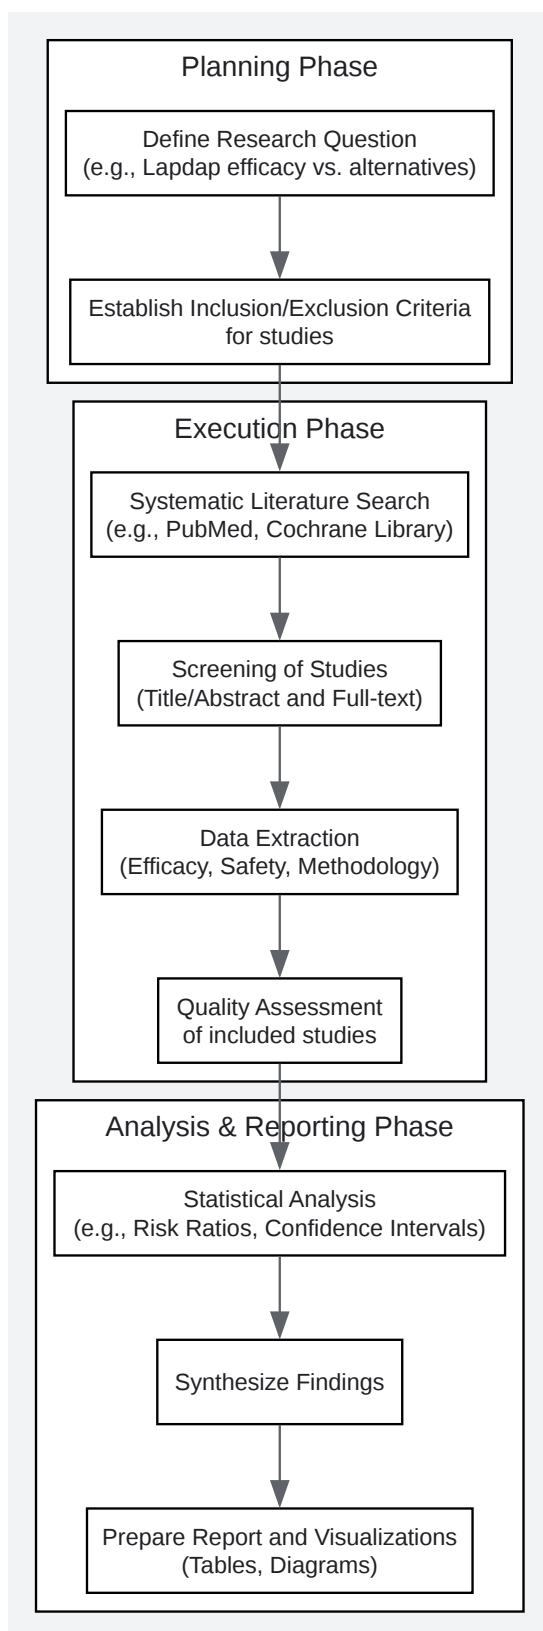 Planning Phase
Define Research Question
(e.g., Lapdap efficacy vs. alternatives)
Establish Inclusion/Exclusion Criteria
for studies
Execution Phase
Systematic Literature Search
(e.g., PubMed, Cochrane Library)
Screening of Studies
(Title/Abstract and Full-text)
Data Extraction
(Efficacy, Safety, Methodology)
Quality Assessment
of included studies
Analysis & Reporting Phase
Statistical Analysis
(e.g., Risk Ratios, Confidence Intervals)
Synthesize Findings
Prepare Report and Visualizations
(Tables, Diagrams)